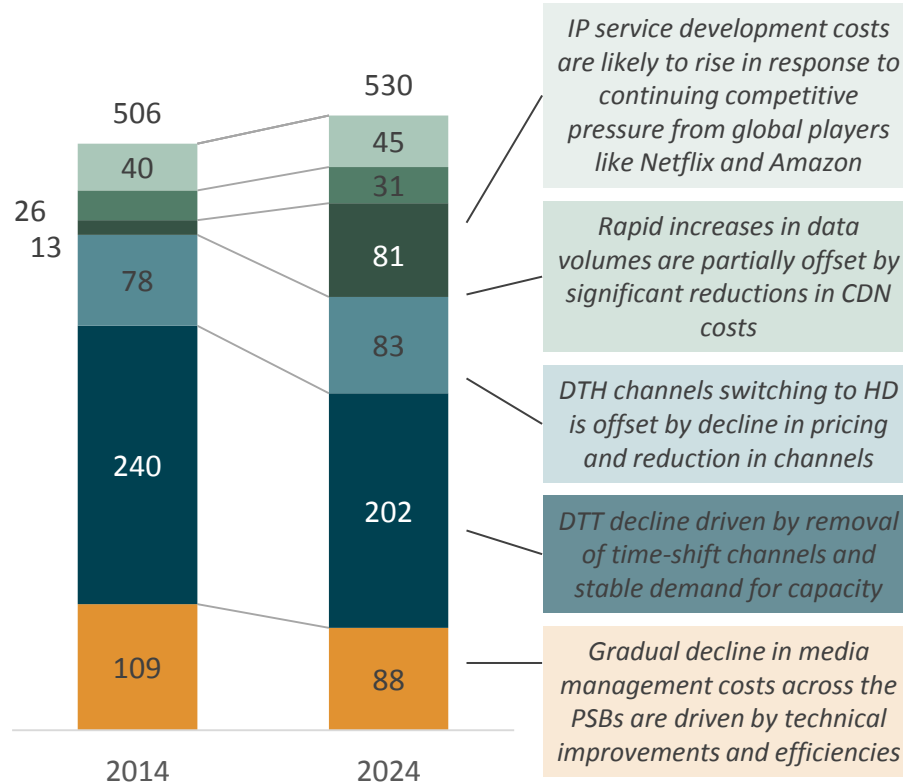 506
40
26
13
78
240
109
2014
530
45
31
81
83
202
88
2024
IP service development costs
are likely to rise in response to
continuing competitive
pressure from global players
like Netflix and Amazon
Rapid increases in data
volumes are partially offset by
significant reductions in CDN
costs
DTH channels switching to HD
is offset by decline in pricing
and reduction in channels
DTT decline driven by removal
of time-shift channels and
stable demand for capacity
Gradual decline in media
management costs across the
PSBs are driven by technical
improvements and efficiencies